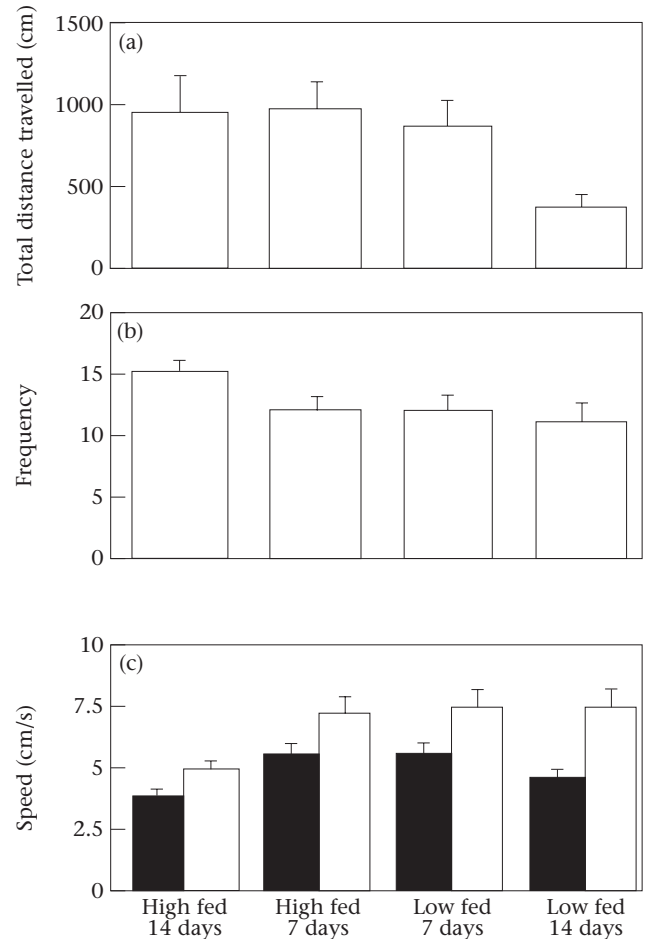 1500
(a)
1000
500
0
Total distance travelled (cm)
20
(b)
15
10
5
0
Frequency
10
(c)
7.5
5
2.5
0
Speed (cm/s)
High fed
14 days
High fed
7 days
Low fed
7 days
Low fed
14 days